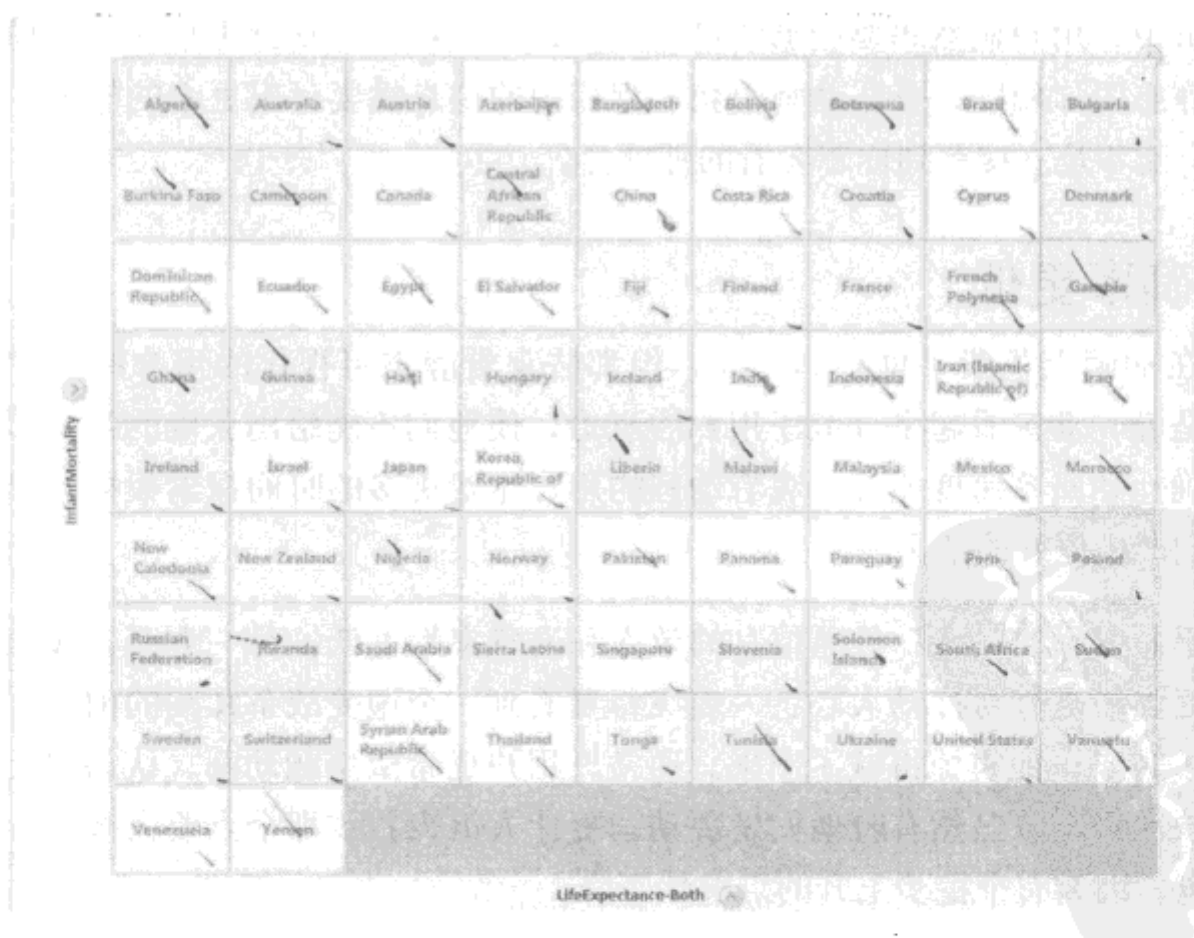 Algeria
Australia
Austria
Azerbaijan
Bangladesh
Bolivia
Botswana
Brazil
Bulgaria
Burkina Faso
Cameroon
Canada
Central
African
Republic
China
Costa Rica
Croatia
Cyprus
Denmark
Dominican
Republic
Ecuador
Egypt
El Salvador
Fiji
Finland
France
French
Polynesia
Gambia
Ghana
Guinea
Haiti
Hungary
Iceland
India
Indonesia
Iran (Islamic
Republic of)
Iraq
Ireland
Israel
Japan
Korea,
Republic of
Liberia
Malawi
Malaysia
Mexico
Morocco
New
Caledonia
New Zealand
Nigeria
Norway
Pakistan
Panama
Paraguay
Peru
Poland
Russian
Federation
Rwanda
Saudi Arabia
Sierra Leone
Singapore
Slovenia
Solomon
Islands
South Africa
Sudan
Sweden
Switzerland
Syrian Arab
Republic
Thailand
Tonga
Tunisia
Ukraine
United States
Vanuatu
Venezuela
Yemen
InfantMortality
LifeExpectance-Both